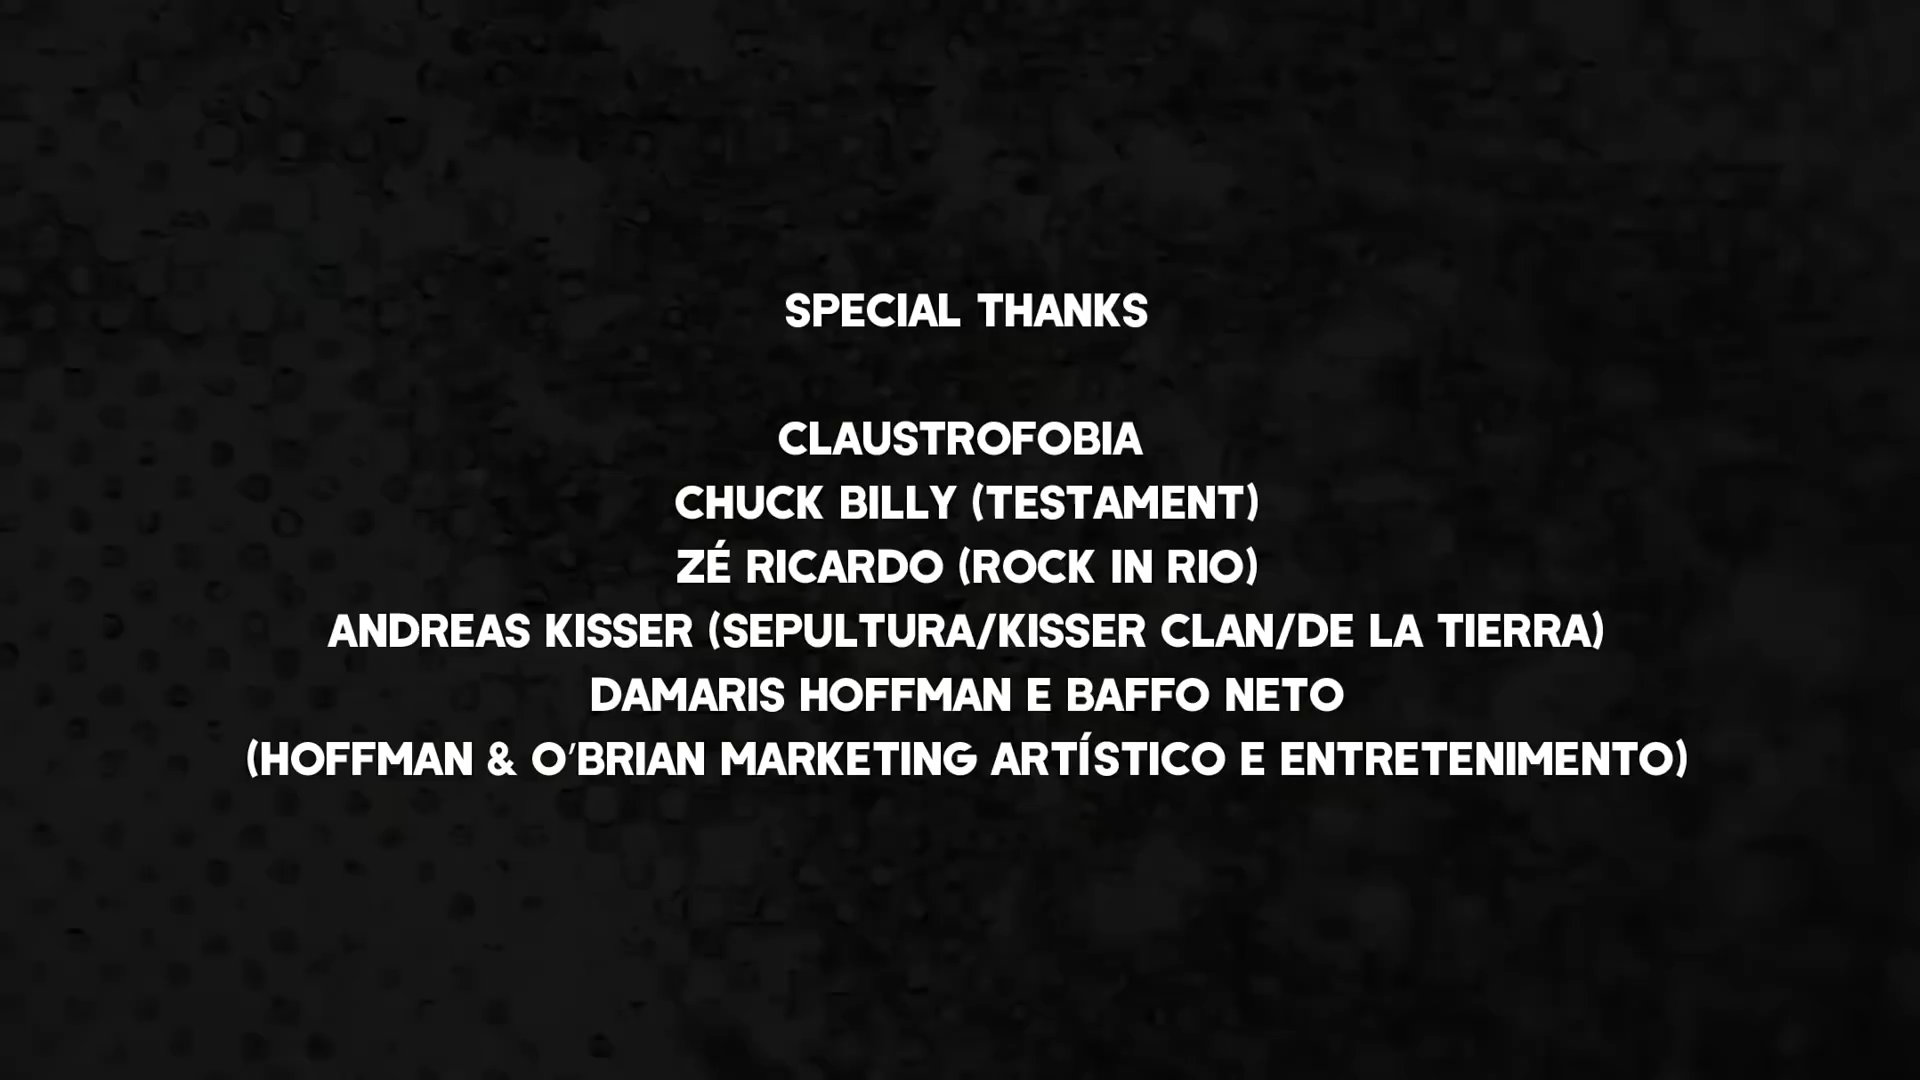 SPECIAL THANKS
CLAUSTROFOBIA
CHUCK BILLY (TESTAMENT)
ZÉ RICARDO (ROCK IN RIO)
ANDREAS KISSER (SEPULTURA/KISSER CLAN/DE LA TIERRA)
DAMARIS HOFFMAN E BAFFO NETO
(HOFFMAN & O'BRIAN MARKETING ARTÍSTICO E ENTRETENIMENTO)